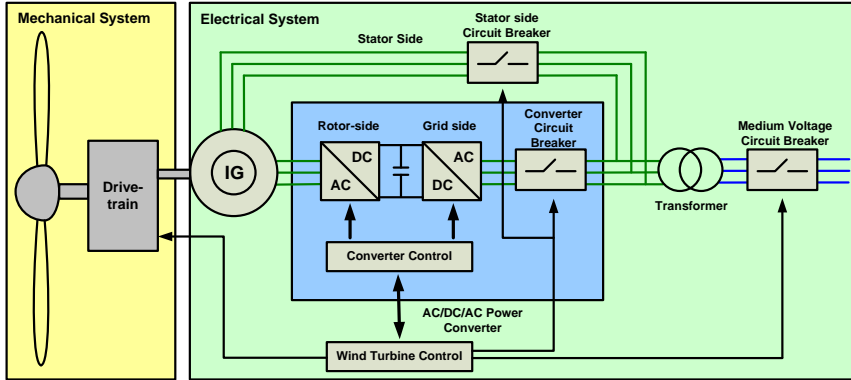 Mechanical System
Electrical System
Stator side
Circuit Breaker
Stator Side
Rotor-side
Grid side
Converter
Circuit
Breaker
Medium Voltage
Circuit Breaker
DC
AC
AC
DC
IG
Drive-
train
Transformer
Converter Control
AC/DC/AC Power
Converter
Wind Turbine Control